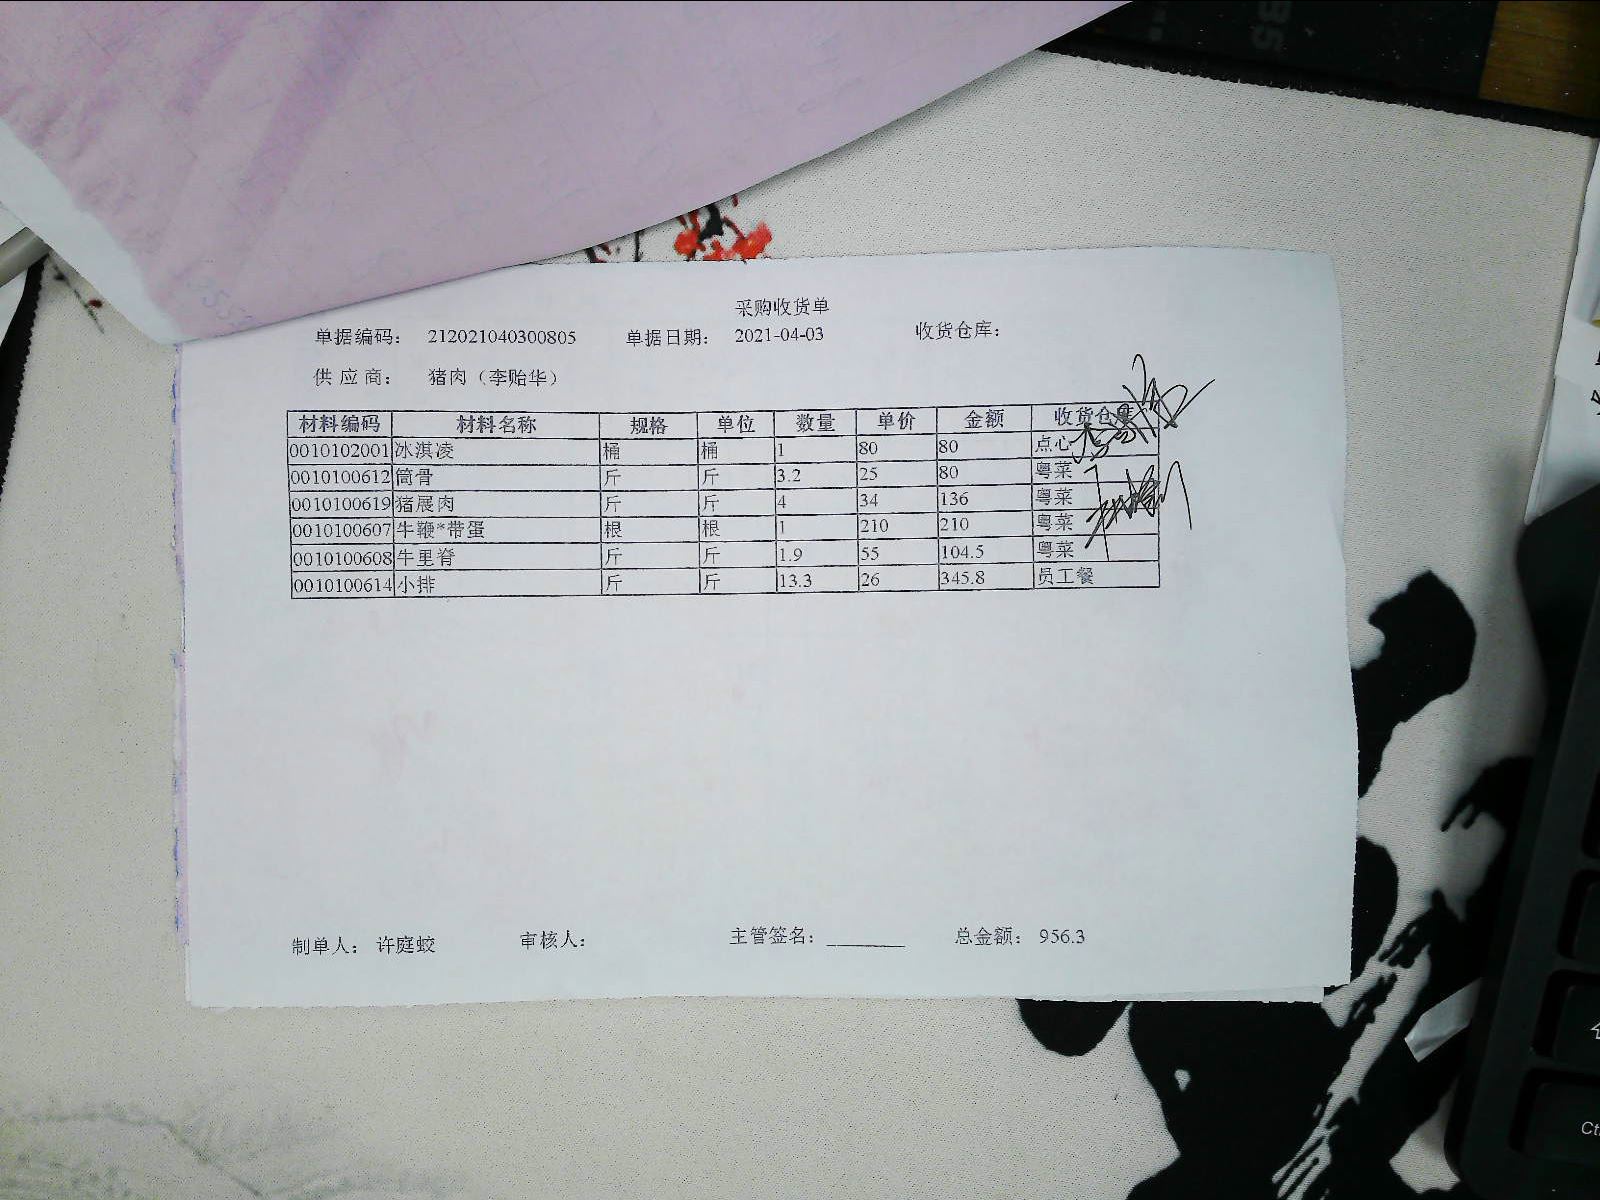 采购收货单
单据编码： 212021040300805 单据日期： 2021-04-03 收货仓库：
供 应 商： 猪肉（李贻华）
材料编码 材料名称 规格 单位 数量 单价 金额 收货仓库
0010102001 冰淇凌 桶 桶 1 80 80 点心
0010100612 筒骨 斤 斤 3.2 25 80 粤菜
0010100619 猪展肉 斤 斤 4 34 136 粤菜
0010100607 牛鞭*带蛋 根 根 1 210 210 粤菜
0010100608 牛里脊 斤 斤 1.9 55 104.5 粤菜
0010100614 小排 斤 斤 13.3 26 345.8 员工餐
制单人： 许庭蛟 审核人： 主管签名： 总金额： 956.3
B5